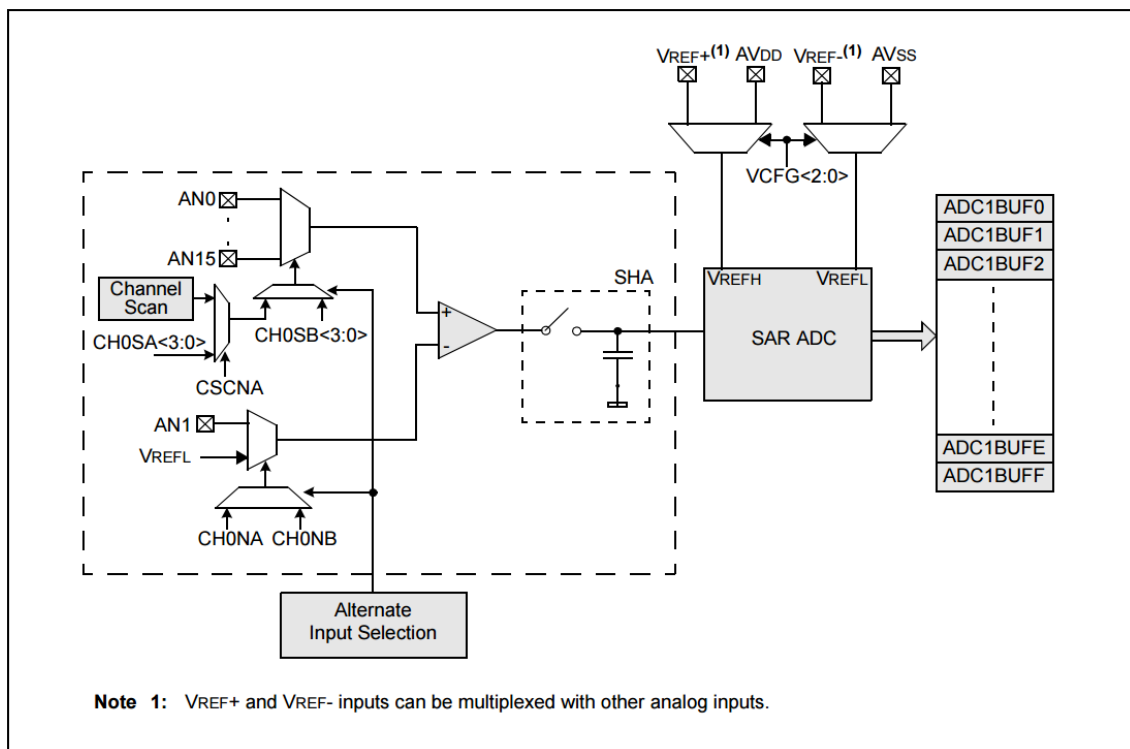 VREF+(1) AVDD VREF-(1) AVSS
VCFG<2:0>
AN0
AN15
Channel
Scan
CH0SA<3:0>
CH0SB<3:0>
CSCNA
AN1
VREFL
CH0NA CH0NB
+
-
SHA
VREFH VREFL
SAR ADC
ADC1BUF0
ADC1BUF1
ADC1BUF2
ADC1BUFE
ADC1BUFF
Alternate
Input Selection
Note 1: VREF+ and VREF- inputs can be multiplexed with other analog inputs.